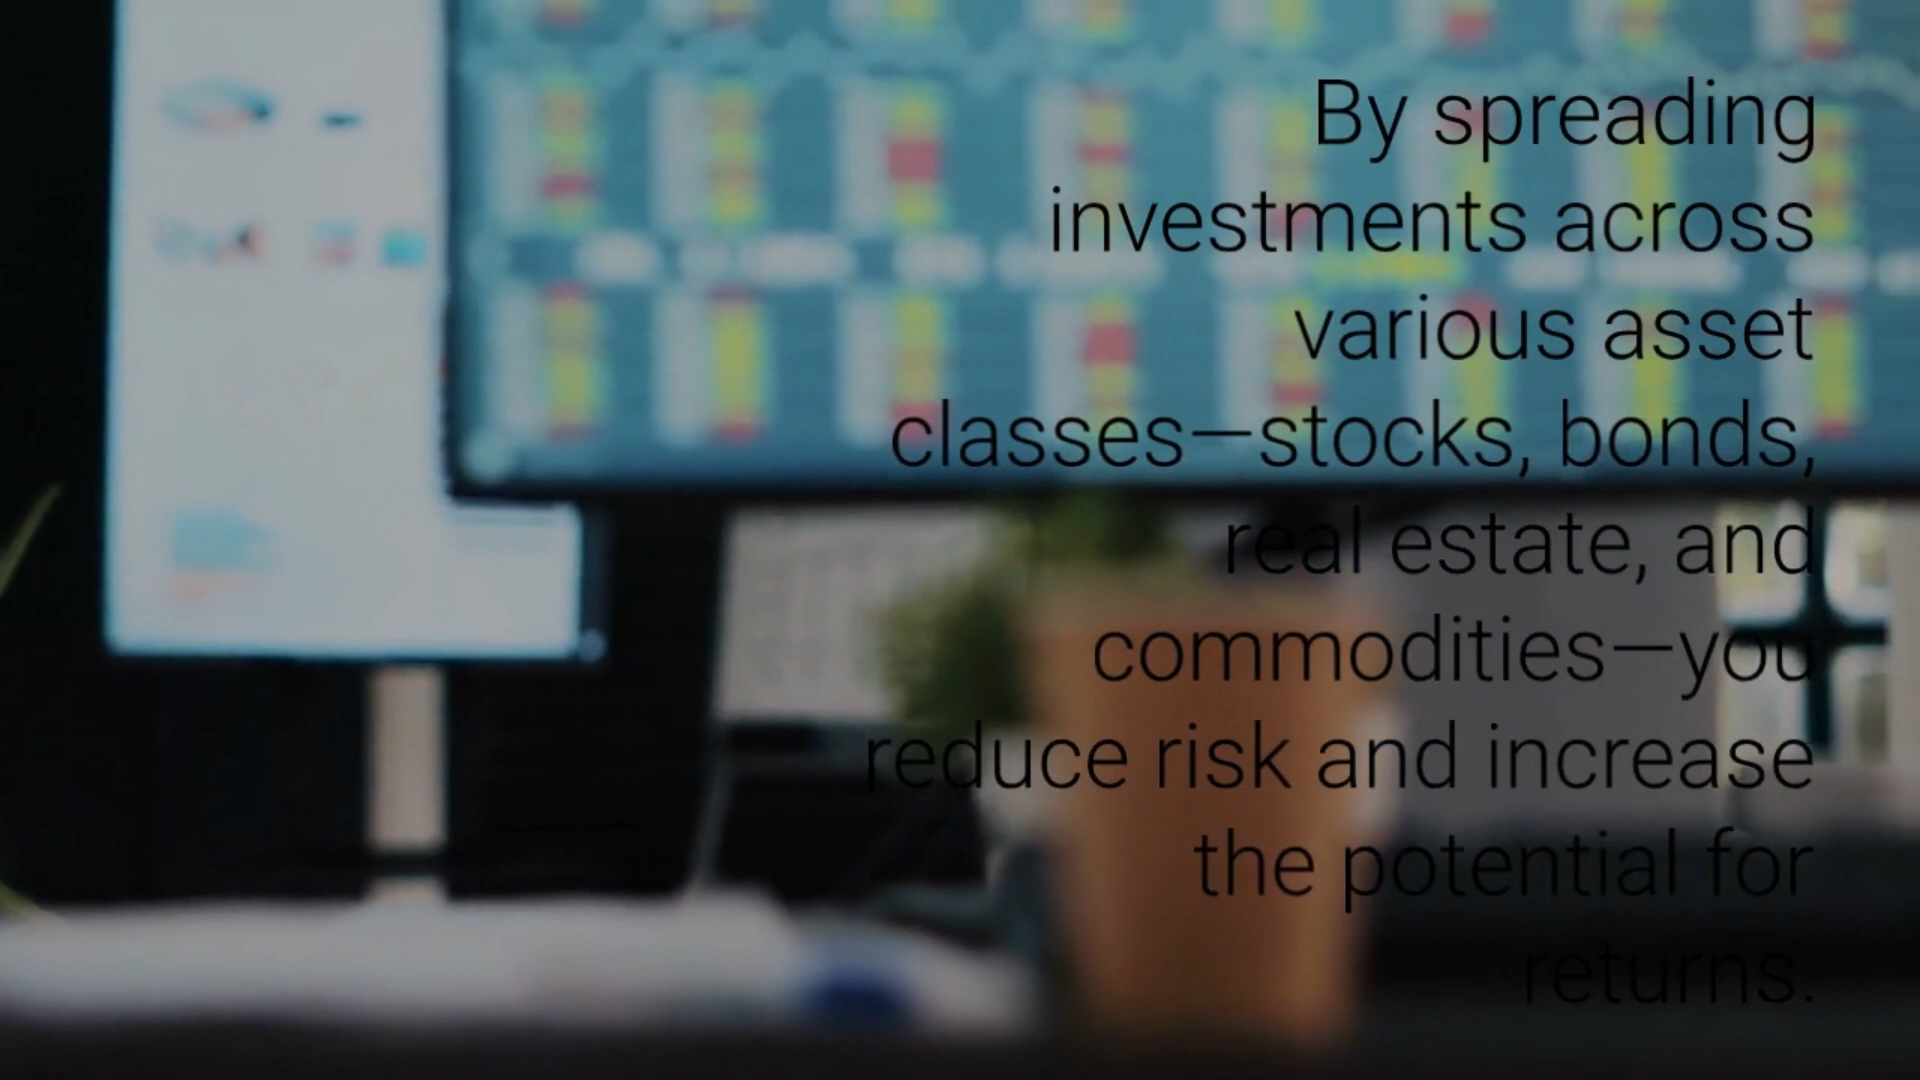 By spreading
investments across
various asset
classes—stocks, bonds,
real estate, and
commodities—you
reduce risk and increase
the potential for
returns.